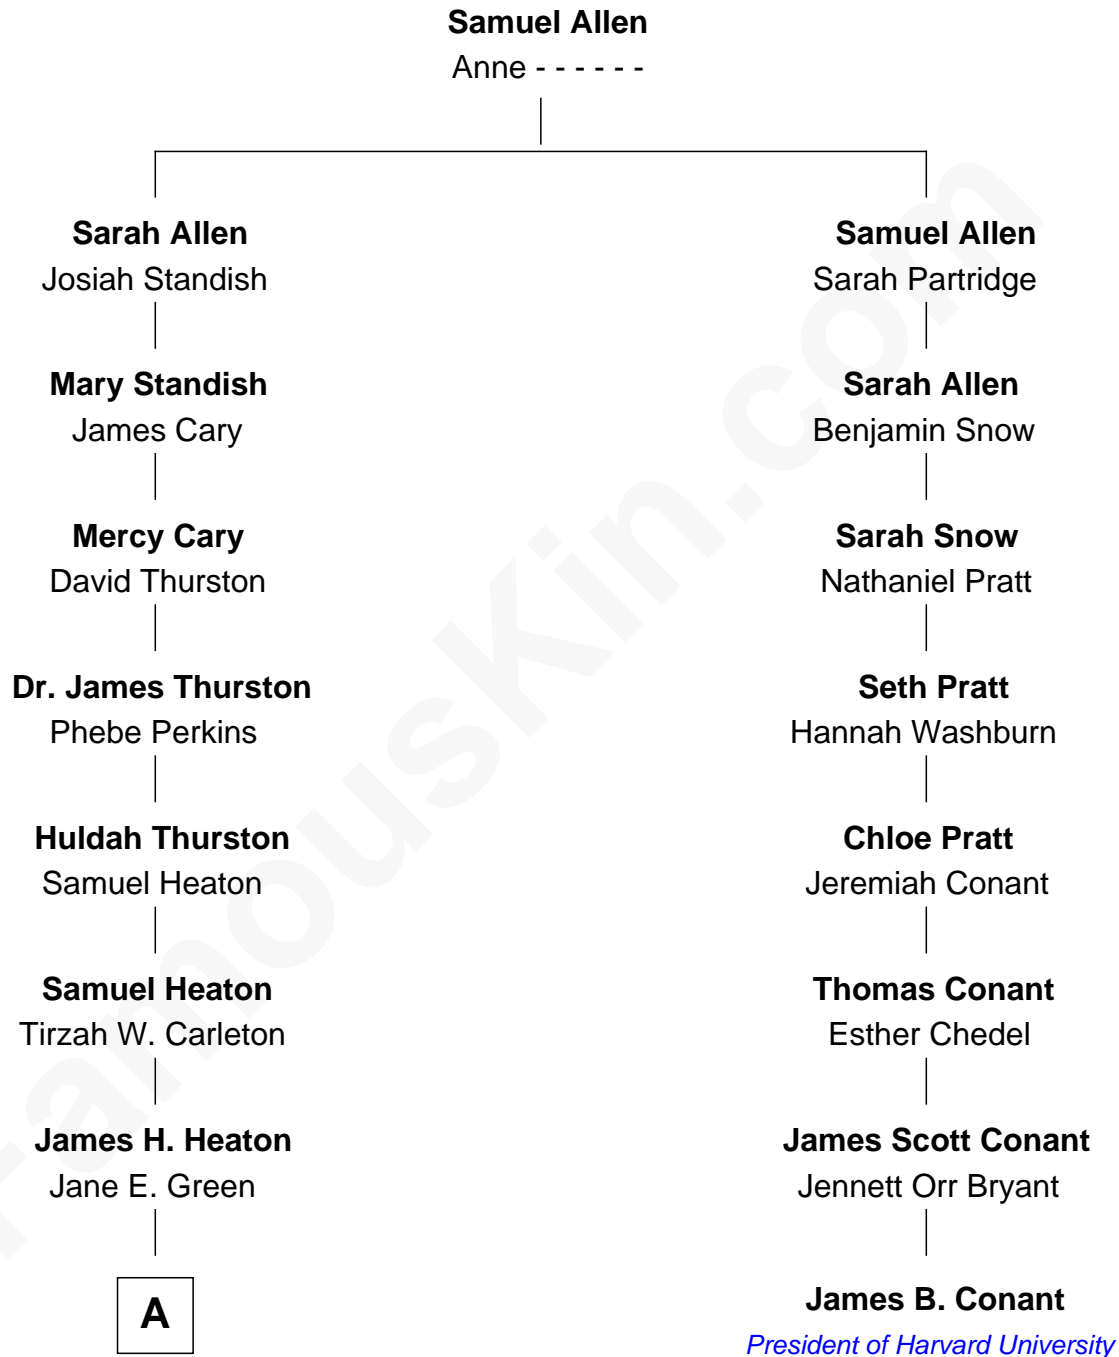 Samuel Allen
Anne - - - - - -
Sarah Allen
Josiah Standish
Samuel Allen
Sarah Partridge
Mary Standish
James Cary
Sarah Allen
Benjamin Snow
Mercy Cary
David Thurston
Sarah Snow
Nathaniel Pratt
Dr. James Thurston
Phebe Perkins
Seth Pratt
Hannah Washburn
Huldah Thurston
Samuel Heaton
Chloe Pratt
Jeremiah Conant
Samuel Heaton
Tirzah W. Carleton
Thomas Conant
Esther Chedel
James H. Heaton
Jane E. Green
James Scott Conant
Jennett Orr Bryant
A
James B. Conant
President of Harvard University
FamousKin.com